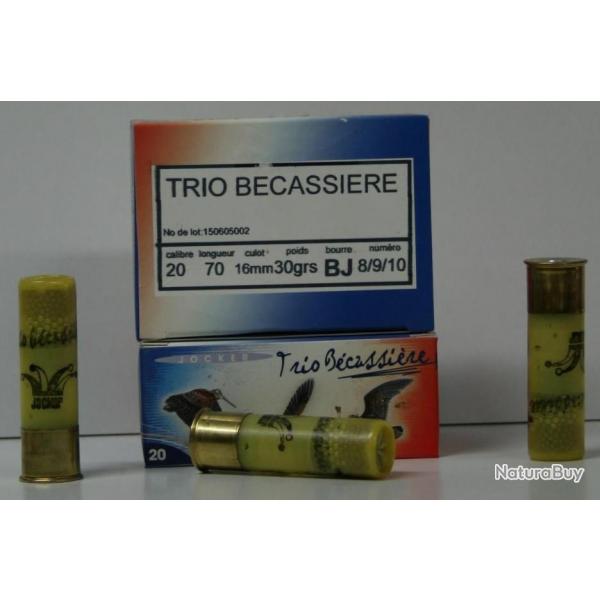 TRIO BECASSIERE
No de lot:150605002
calibre longueur culot poids bourre numéro
20 70 16mm 30grs BJ 8/9/10
JOCKER
Trio Bécassière
20
JOCKER
NaturaBuy